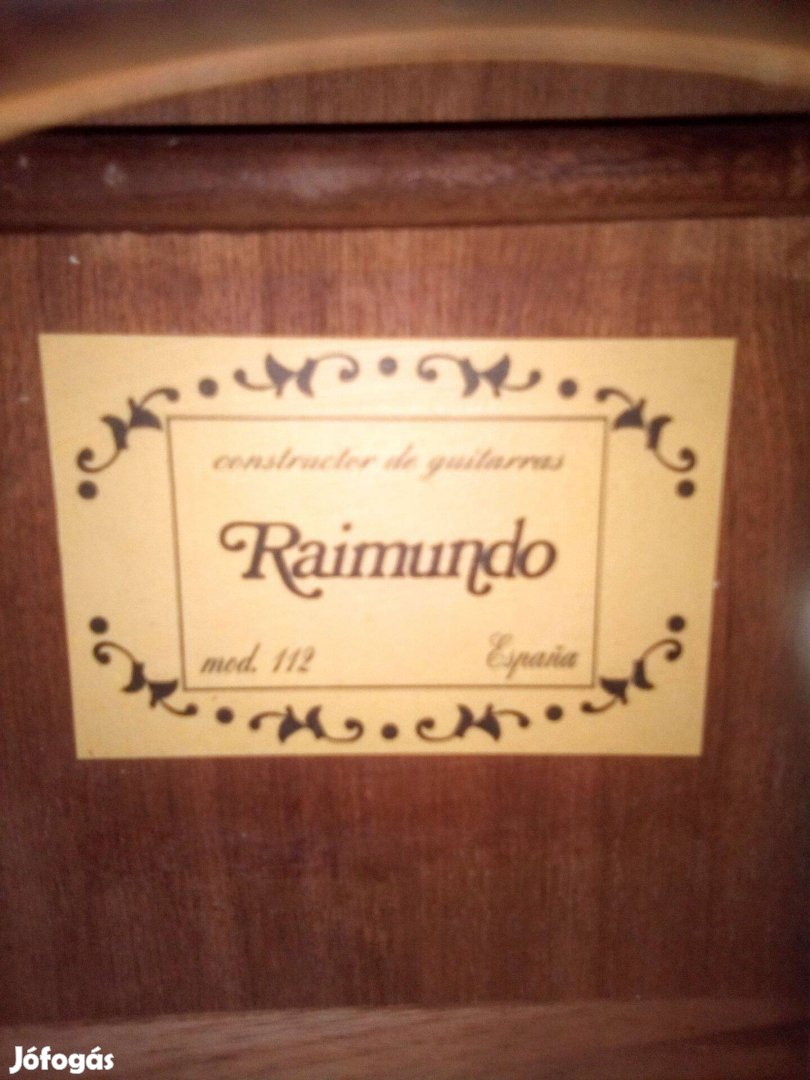 constructor de guitarras
Raimundo
mod. 112 España
Jófogás